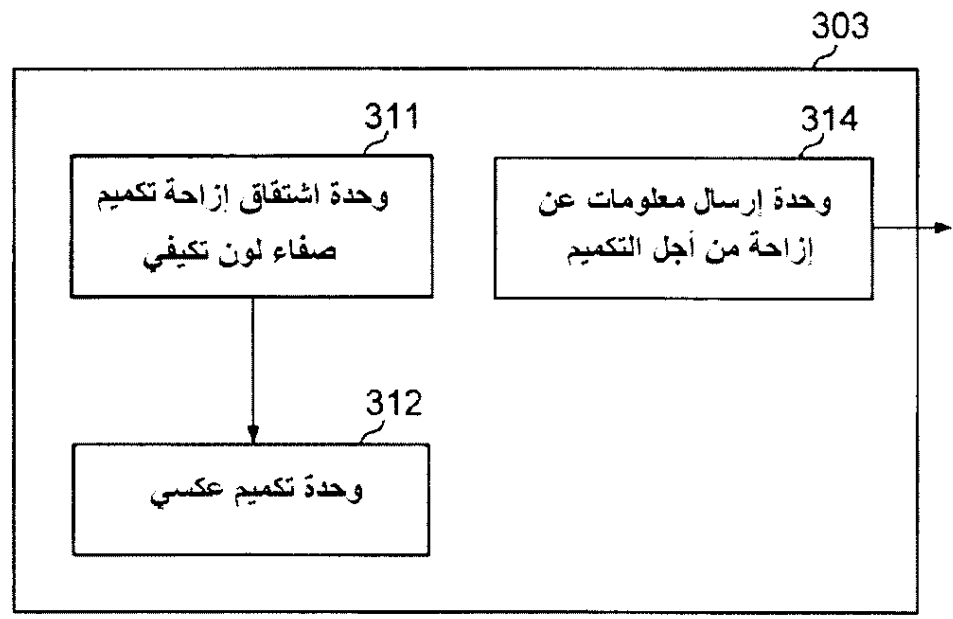 303
311
وحدة اشتقاق إزاحة تكميم
صفاء لون تكيفي
314
وحدة إرسال معلومات عن
إزاحة من أجل التكميم
312
وحدة تكميم عكسي